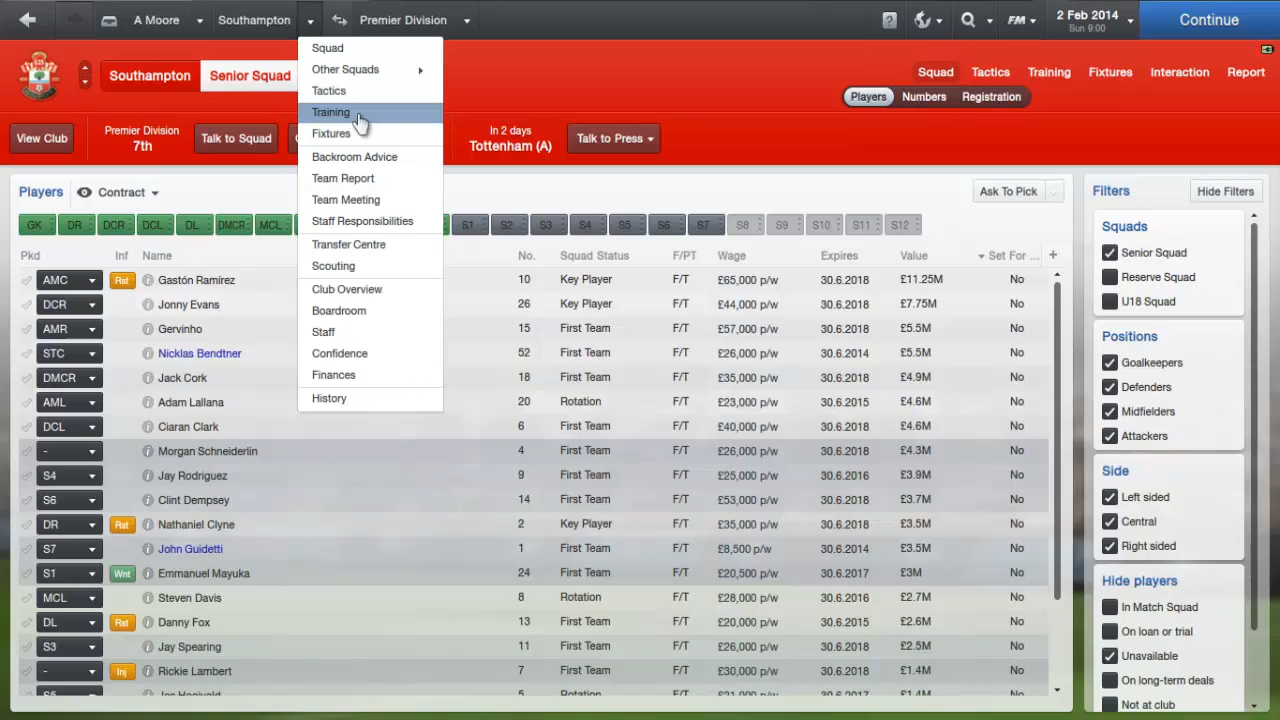 A Moore
Southampton
Premier Division
?
FM
2 Feb 2014
Sun 9:00
Continue
Southampton
Senior Squad
Squad
Tactics
Training
Fixtures
Interaction
Report
Players
Numbers
Registration
View Club
Premier Division
7th
Talk to Squad
In 2 days
Tottenham (A)
Talk to Press
Squad
Other Squads
Tactics
Training
Fixtures
Backroom Advice
Team Report
Team Meeting
Staff Responsibilities
Transfer Centre
Scouting
Club Overview
Boardroom
Staff
Confidence
Finances
History
Players
Contract
Ask To Pick
GK DR DCR DCL DL DMCR MCL S1 S2 S3 S4 S5 S6 S7 S8 S9 S10 S11 S12
Pkd Inf Name No. Squad Status F/PT Wage Expires Value Set For ... +
AMC Rst Gastón Ramírez 10 Key Player F/T £65,000 p/w 30.6.2018 £11.25M No
DCR Jonny Evans 26 Key Player F/T £44,000 p/w 30.6.2018 £7.75M No
AMR Gervinho 15 First Team F/T £57,000 p/w 30.6.2018 £5.5M No
STC Nicklas Bendtner 52 First Team F/T £26,000 p/w 30.6.2014 £5.5M No
DMCR Jack Cork 18 First Team F/T £35,000 p/w 30.6.2018 £4.9M No
AML Adam Lallana 20 Rotation F/T £23,000 p/w 30.6.2015 £4.6M No
DCL Ciaran Clark 6 First Team F/T £40,000 p/w 30.6.2018 £4.6M No
- Morgan Schneiderlin 4 First Team F/T £26,000 p/w 30.6.2018 £4.3M No
S4 Jay Rodriguez 9 First Team F/T £25,000 p/w 30.6.2016 £3.9M No
S6 Clint Dempsey 14 First Team F/T £53,000 p/w 30.6.2018 £3.7M No
DR Rst Nathaniel Clyne 2 Key Player F/T £35,000 p/w 30.6.2018 £3.5M No
S7 John Guidetti 1 First Team F/T £8,500 p/w 30.6.2014 £3.5M No
S1 Wnt Emmanuel Mayuka 24 First Team F/T £20,500 p/w 30.6.2017 £3M No
MCL Steven Davis 8 Rotation F/T £28,000 p/w 30.6.2016 £2.7M No
DL Rst Danny Fox 13 First Team F/T £20,000 p/w 30.6.2015 £2.6M No
S3 Jay Spearing 11 First Team F/T £26,000 p/w 30.6.2018 £2.5M No
- Inj Rickie Lambert 7 First Team F/T £30,000 p/w 30.6.2018 £1.4M No
Filters
Hide Filters
Squads
Senior Squad
Reserve Squad
U18 Squad
Positions
Goalkeepers
Defenders
Midfielders
Attackers
Side
Left sided
Central
Right sided
Hide players
In Match Squad
On loan or trial
Unavailable
On long-term deals
Not at club